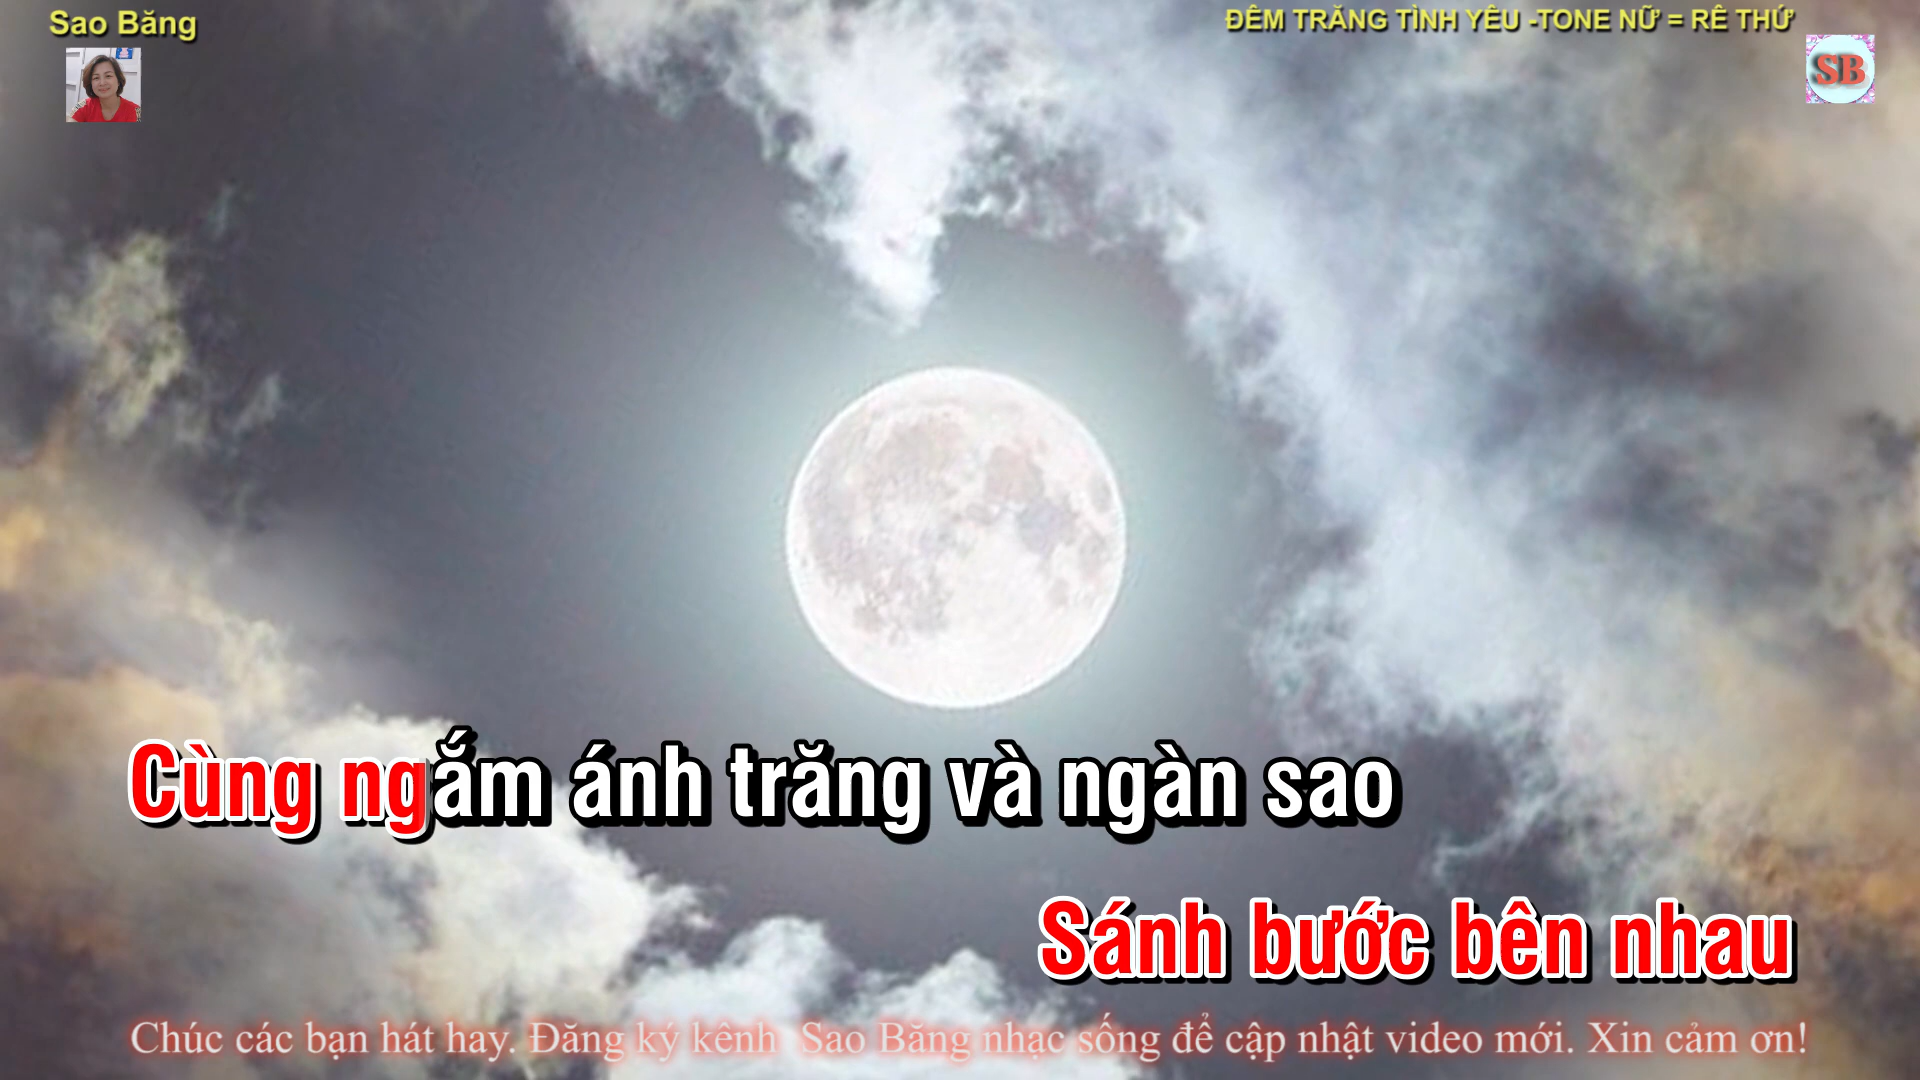 Sao Băng
ĐÊM TRĂNG TÌNH YÊU -TONE NỮ = RÊ THỨ
SB
Cùng ngắm ánh trăng và ngàn sao
Sánh bước bên nhau
Chúc các bạn hát hay. Đăng ký kênh  Sao Băng nhạc sống để cập nhật video mới. Xin cảm ơn!